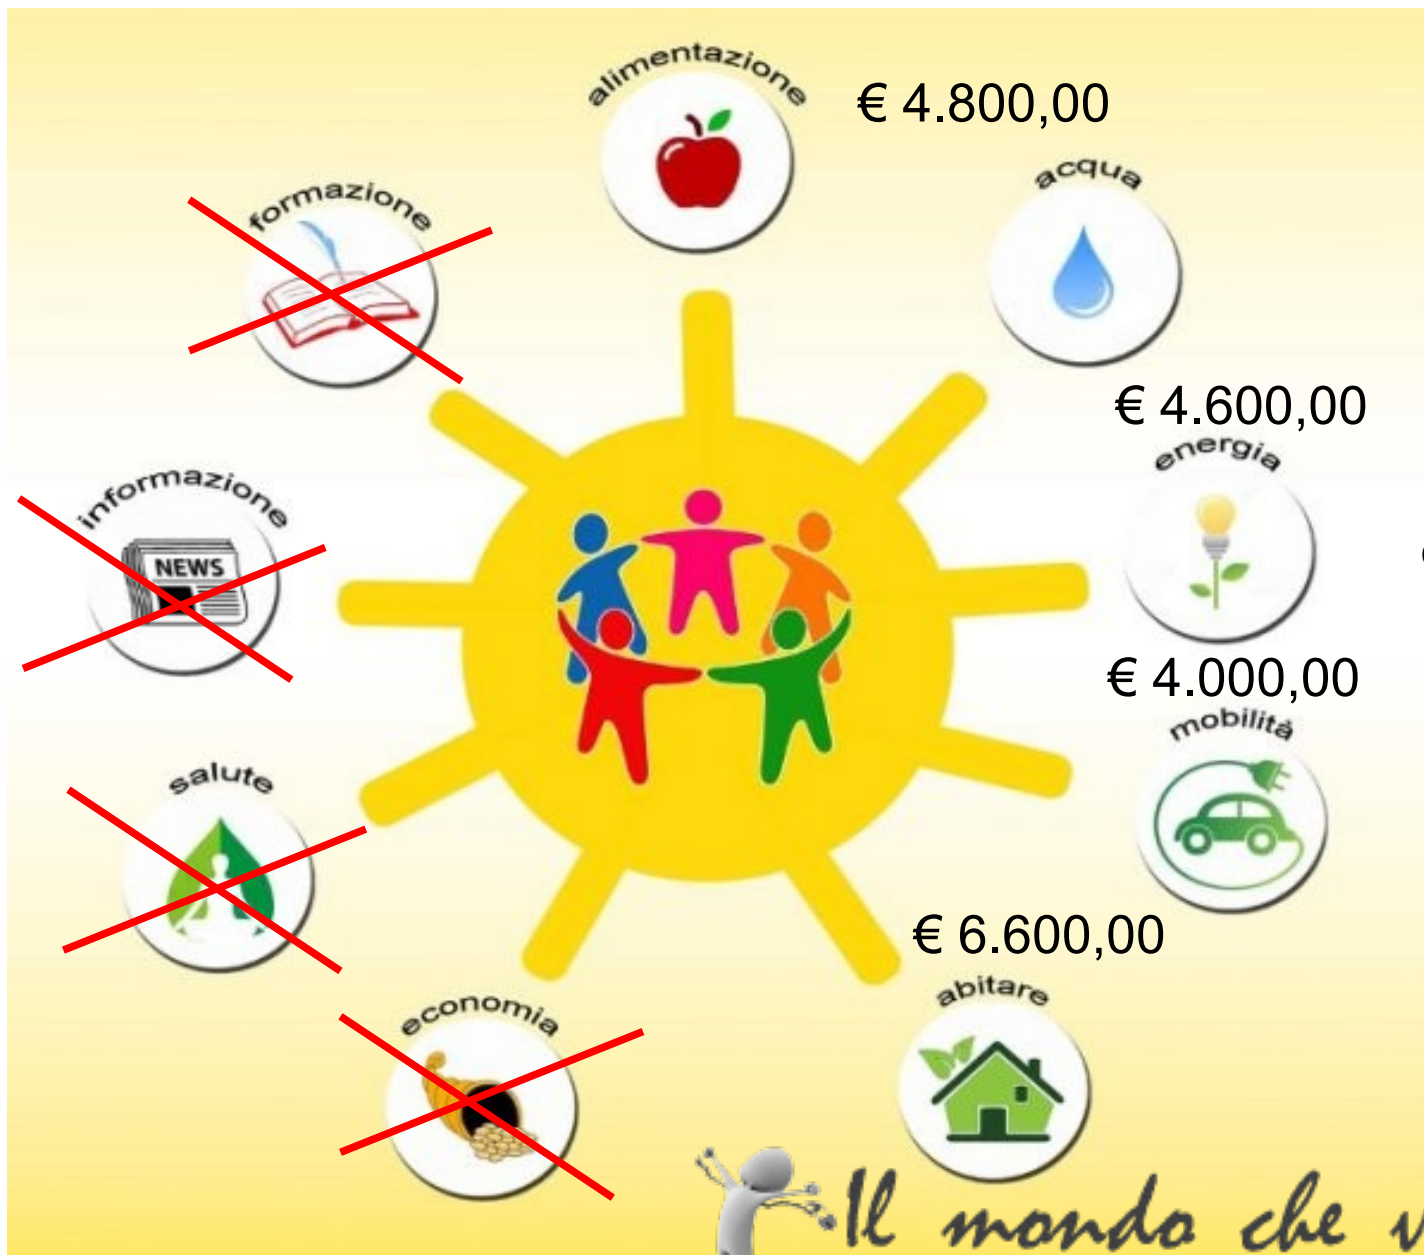 alimentazione
€ 4.800,00
acqua
formazione
€ 4.600,00
energia
informazione
NEWS
€ 4.000,00
mobilità
salute
€ 6.600,00
abitare
economia
Il mondo che